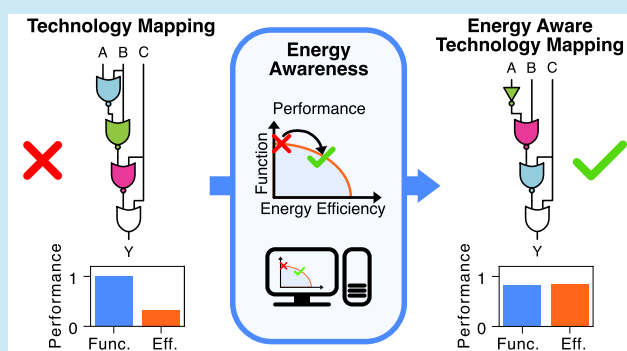 Technology Mapping
A B C
Y
Performance
1
0
Func. Eff.
Energy
Awareness
Performance
Function
Energy Efficiency
Energy Aware
Technology Mapping
A B C
Y
Performance
1
0
Func. Eff.